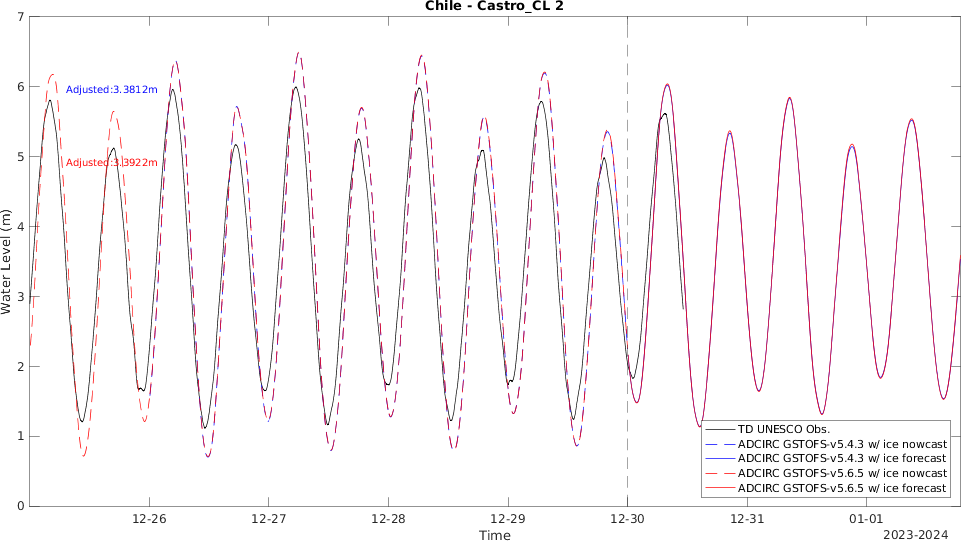 Chile - Castro_CL 2
Water Level (m)
7
6
5
4
3
2
1
0
Adjusted:3.3812m
Adjusted:3.3922m
TD UNESCO Obs.
ADCIRC GSTOFS-v5.4.3 w/ ice nowcast
ADCIRC GSTOFS-v5.4.3 w/ ice forecast
ADCIRC GSTOFS-v5.6.5 w/ ice nowcast
ADCIRC GSTOFS-v5.6.5 w/ ice forecast
12-26 12-27 12-28 12-29 12-30 12-31 01-01
Time
2023-2024